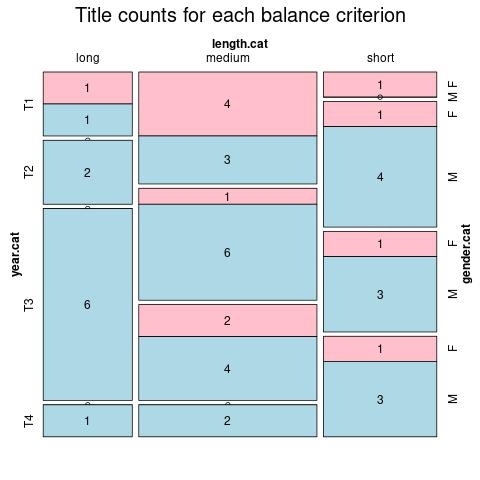 Title counts for each balance criterion
length.cat
long medium short
year.cat
T1
T2
T3
T4
1
1
2
6
1
4
3
1
6
2
4
2
1
1
4
1
3
1
3
F
M
F
M
F
M
F
M
gender.cat